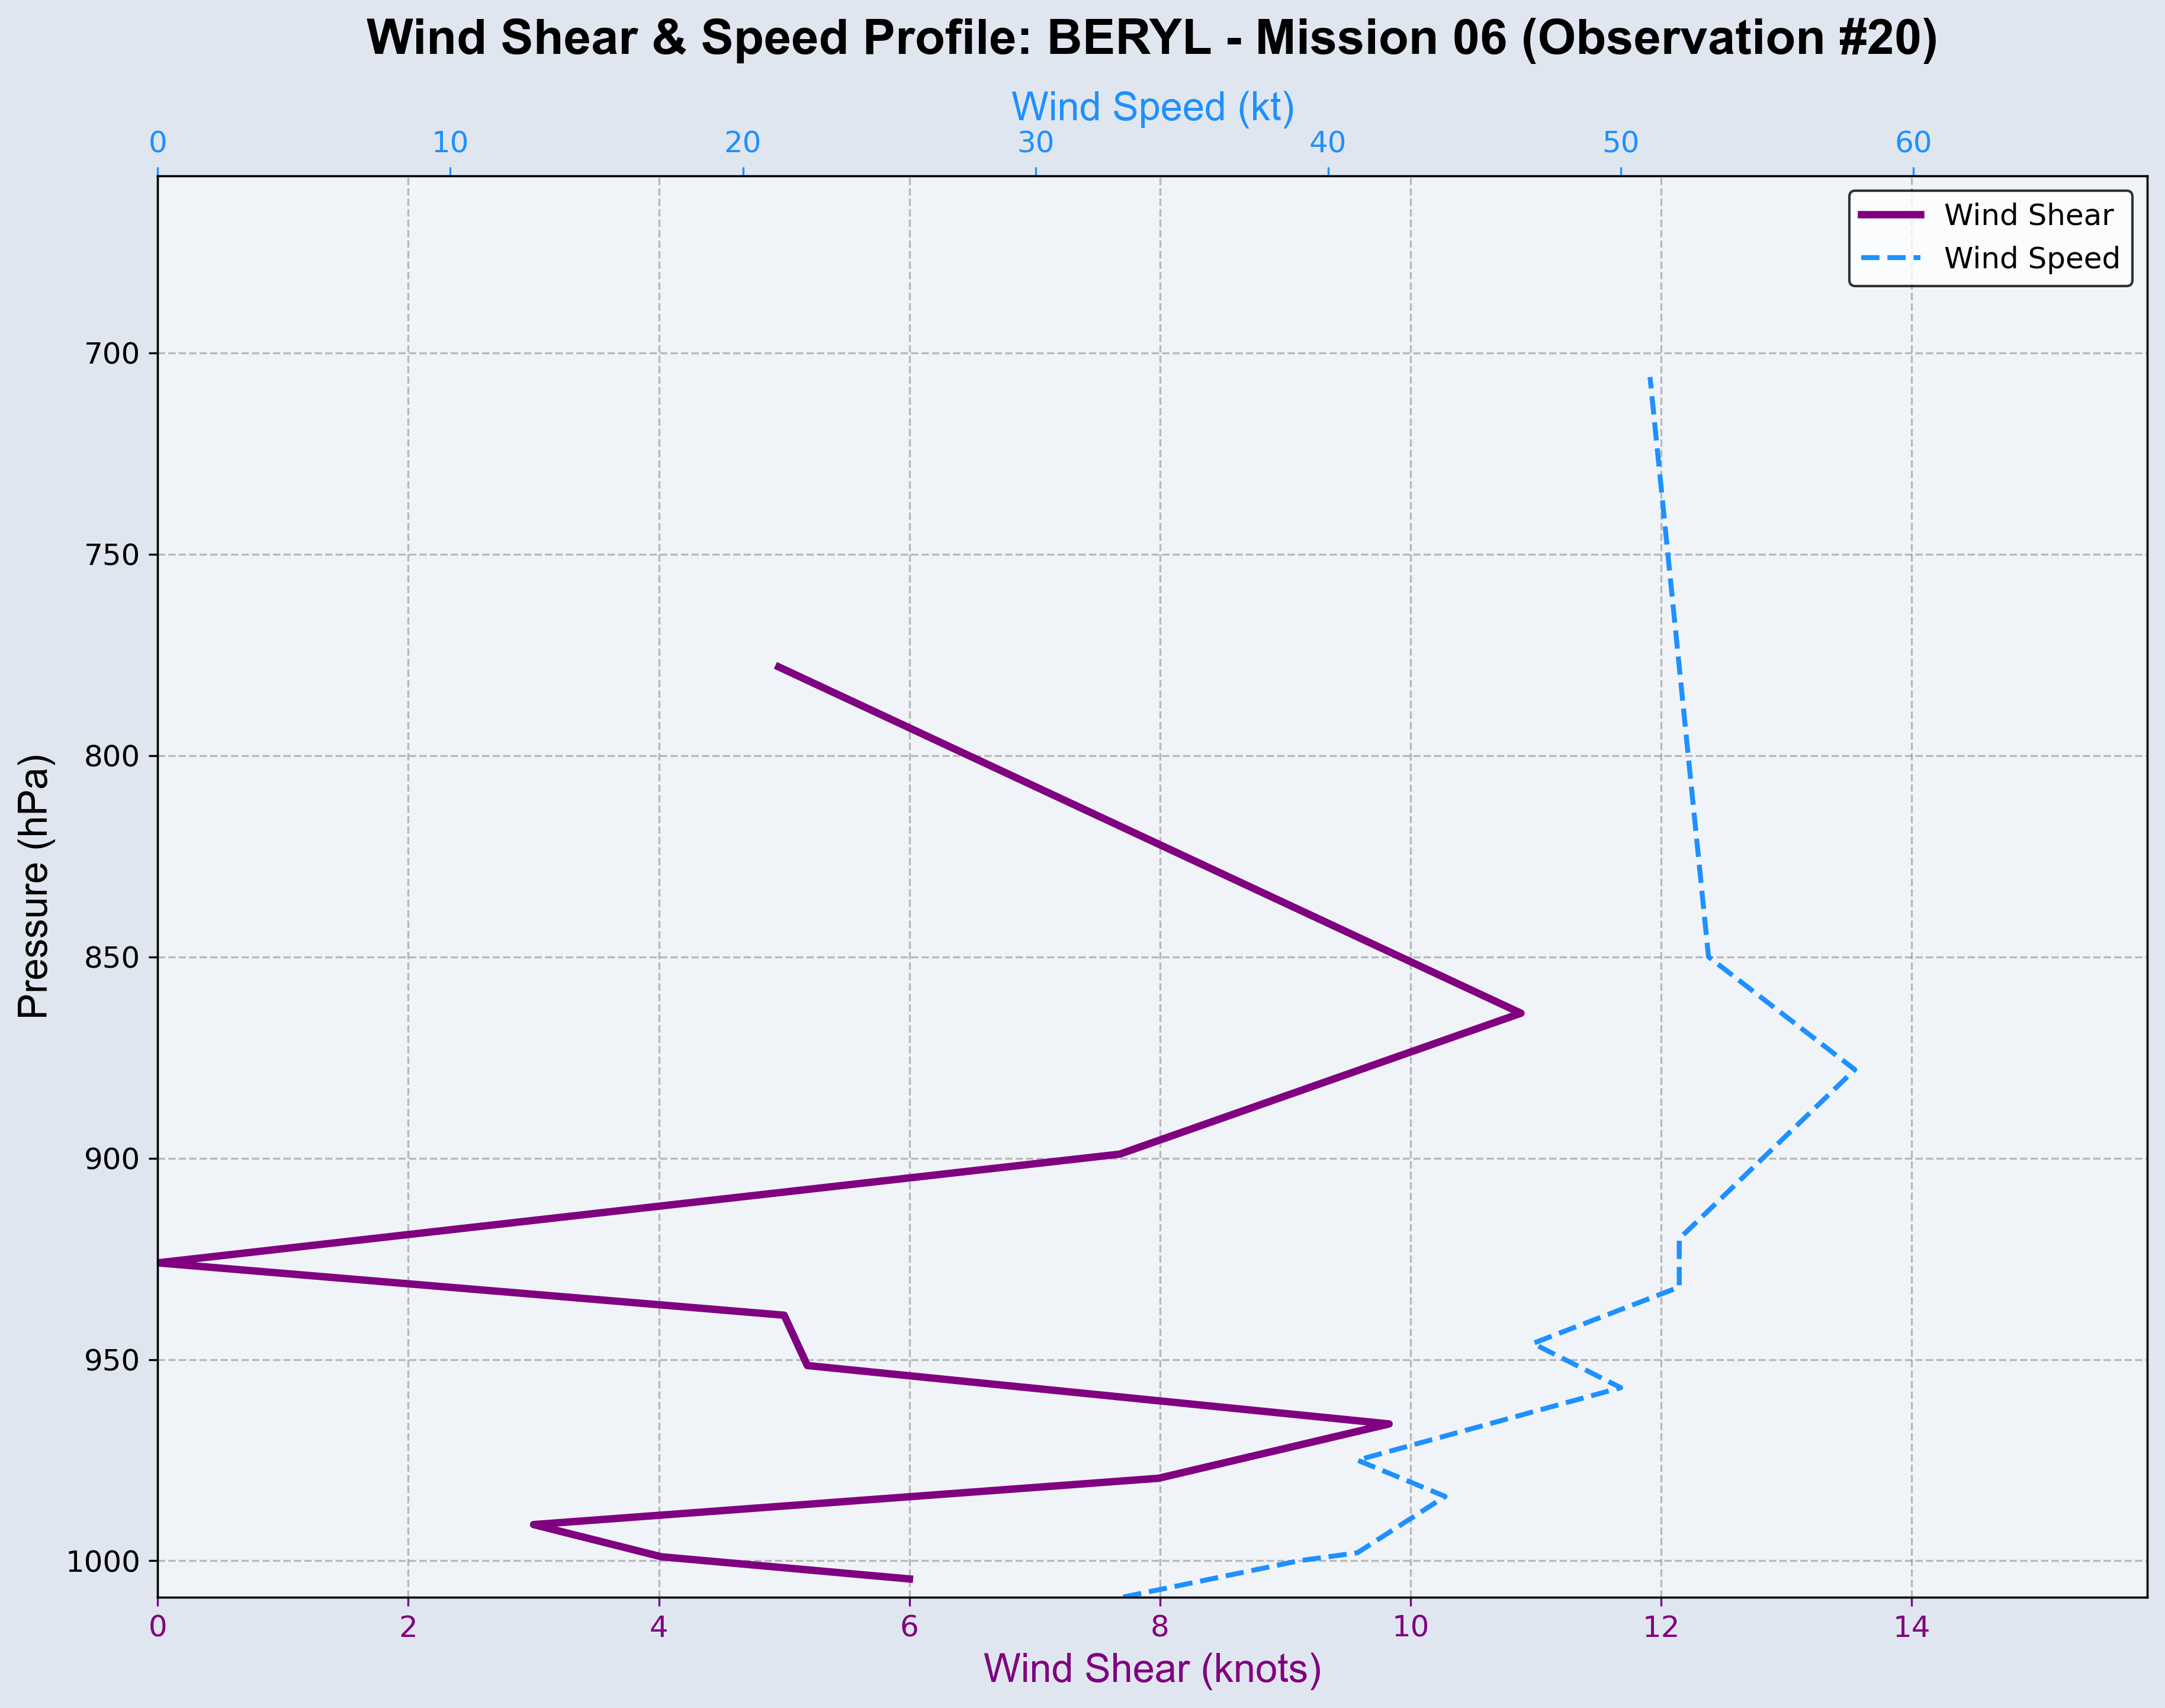 Wind Shear & Speed Profile: BERYL - Mission 06 (Observation #20)
Wind Speed (kt)
0 10 20 30 40 50 60
Wind Shear
Wind Speed
700
750
800
850
900
950
1000
Pressure (hPa)
0 2 4 6 8 10 12 14
Wind Shear (knots)